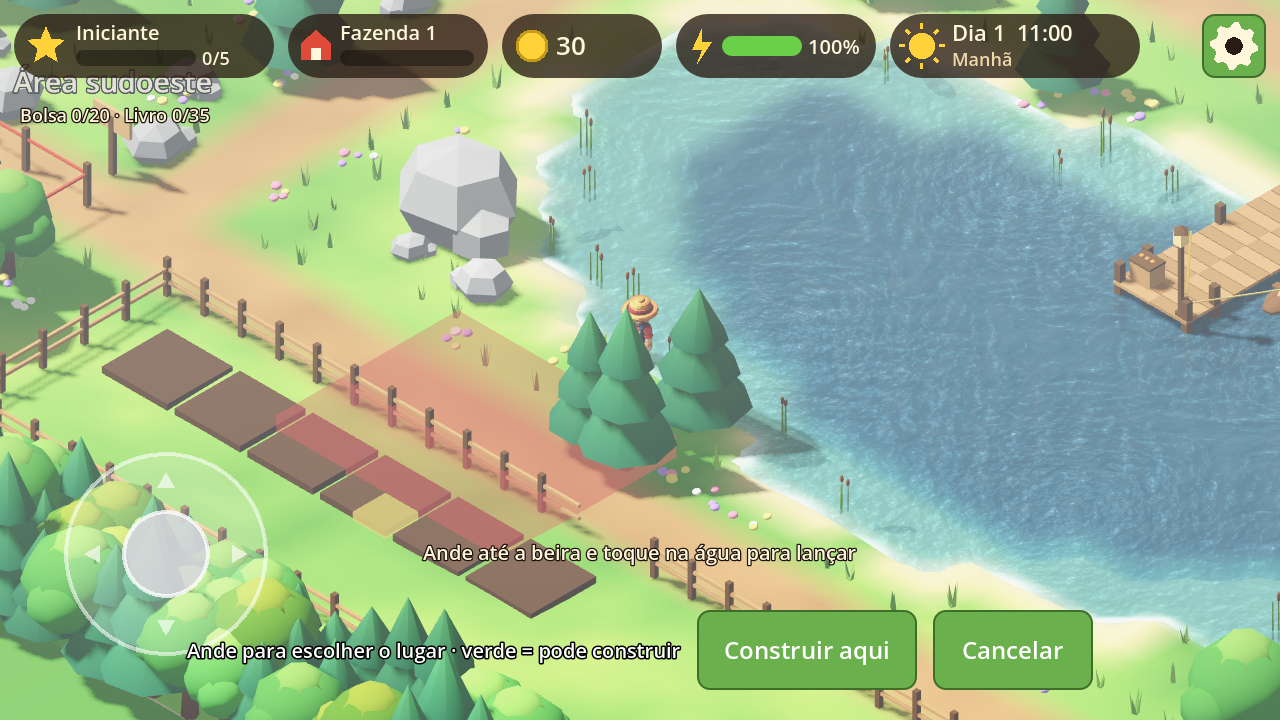 Iniciante
0/5
Fazenda 1
30
100%
Dia 1 11:00
Manhã
Área sudoeste
Bolsa 0/20 · Livro 0/35
Ande até a beira e toque na água para lançar
Ande para escolher o lugar · verde = pode construir
Construir aqui
Cancelar